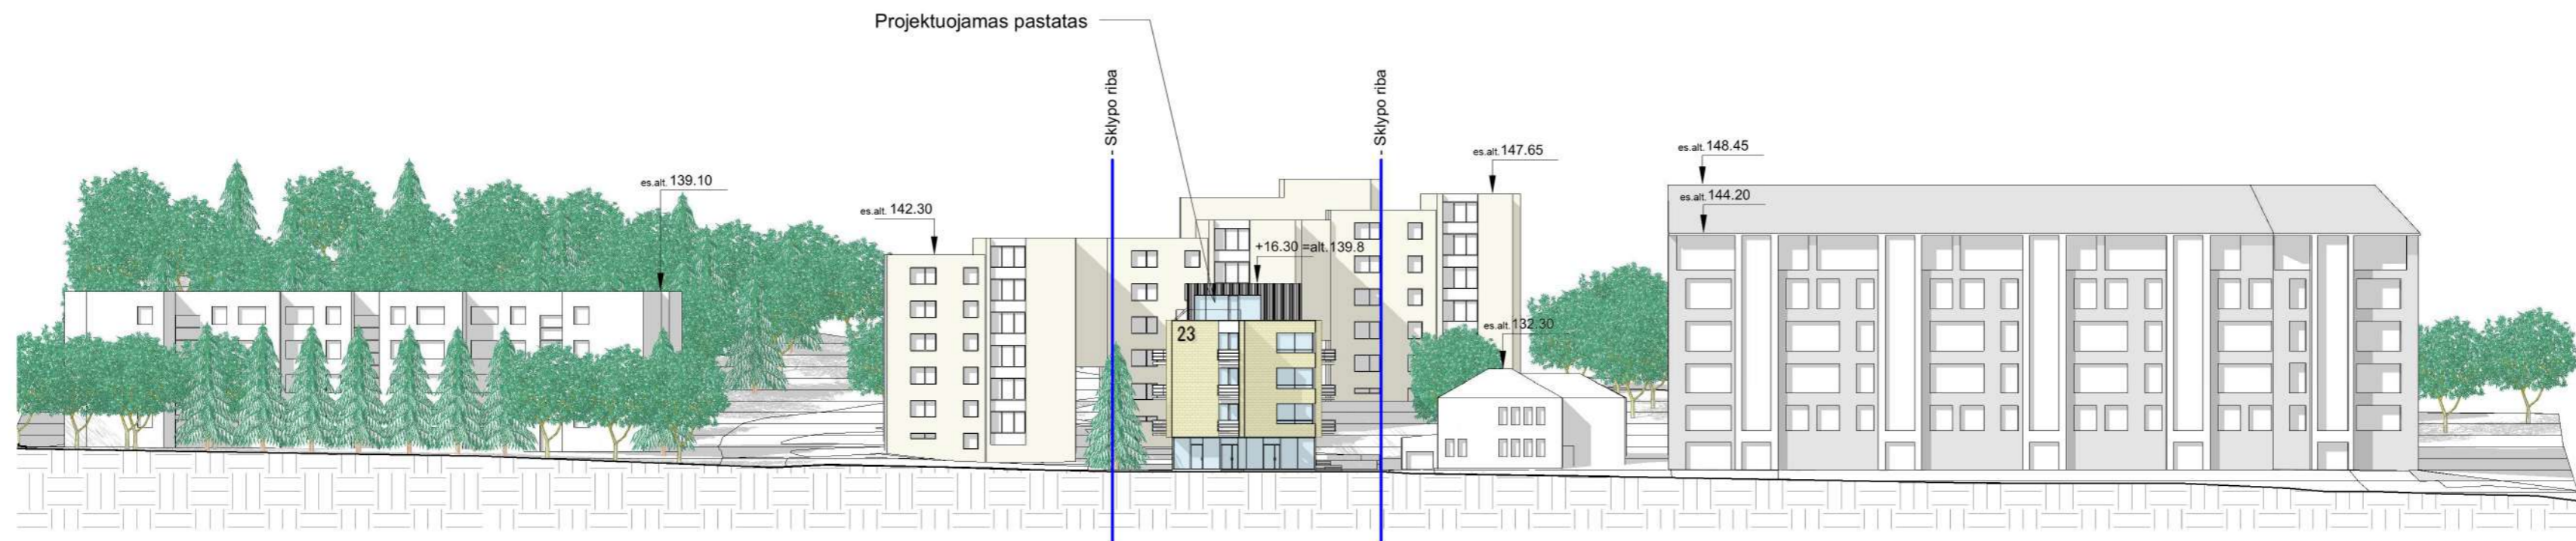 Projektuojamas pastatas
Sklypo riba
Sklypo riba
es.alt. 139.10
es.alt. 142.30
+16.30 =alt.139.8
es.alt. 147.65
es.alt. 132.30
es.alt. 148.45
es.alt. 144.20
23